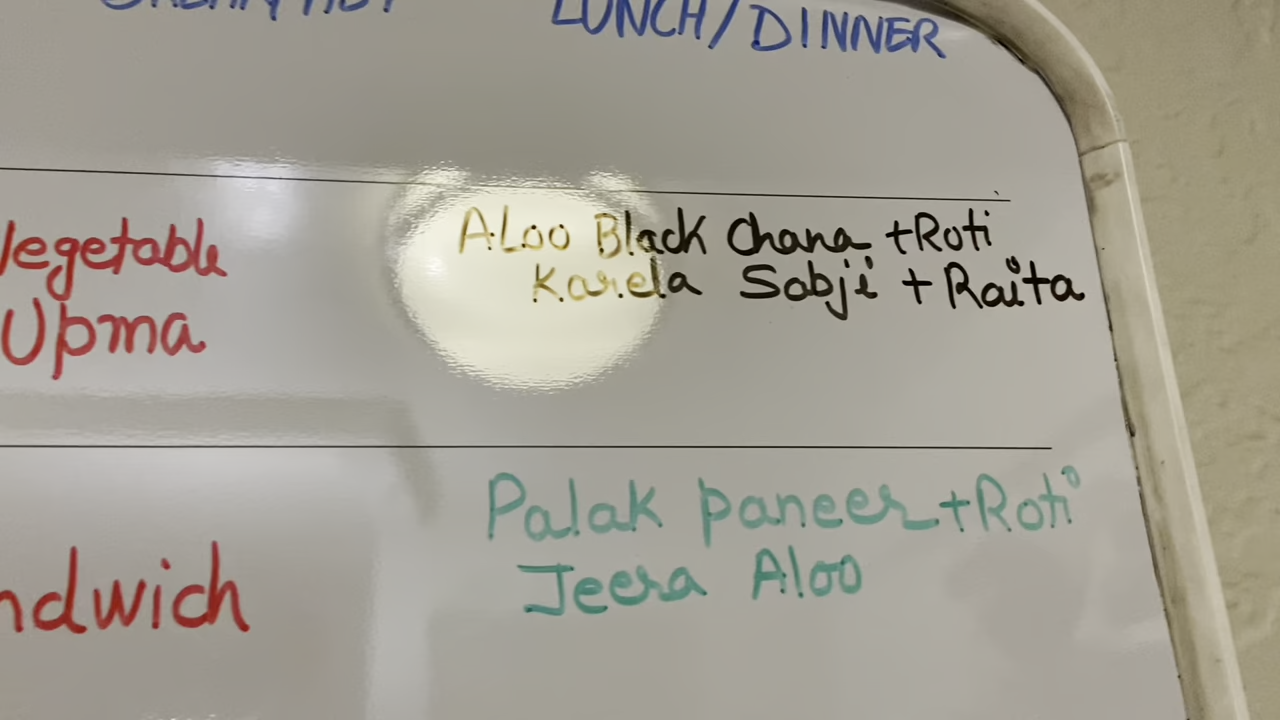 LUNCH/DINNER
Vegetable
Upma
Aloo Black Chana +Roti
Karela Sabji + Raita
ndwich
Palak paneer +Roti
Jeera Aloo